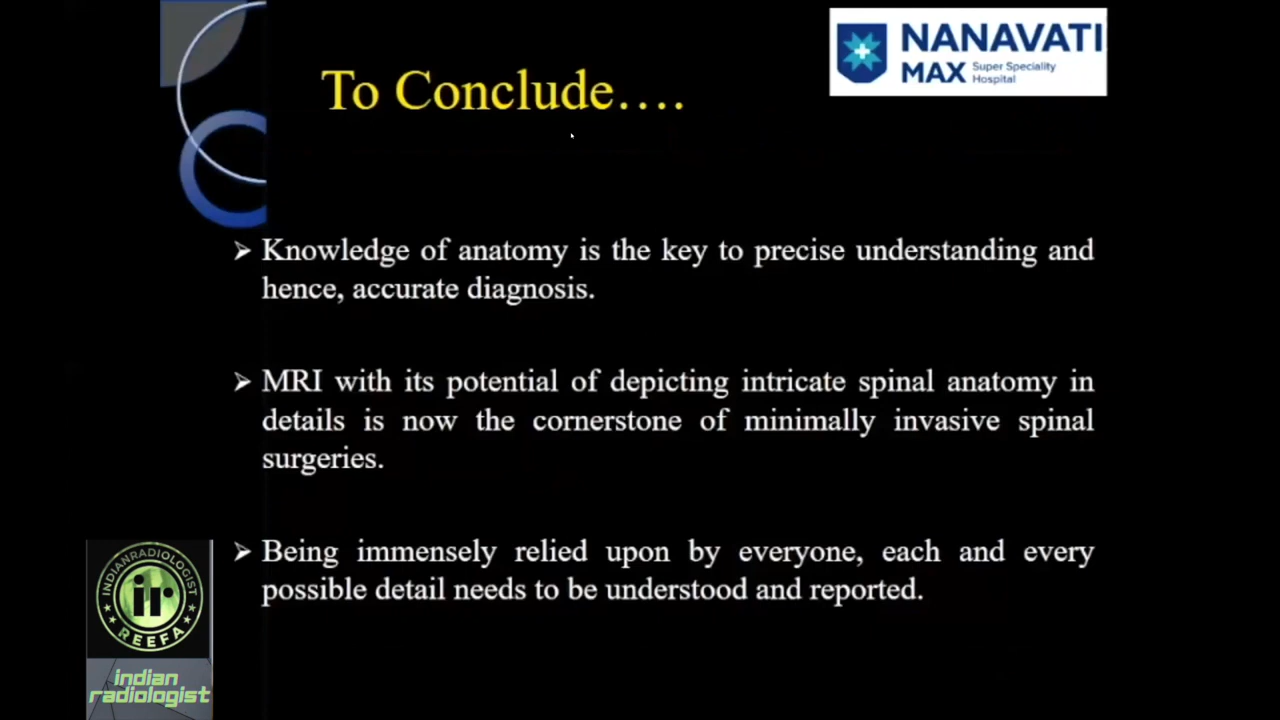 To Conclude....
NANAVATI
MAX Super Speciality
Hospital
➢ Knowledge of anatomy is the key to precise understanding and
hence, accurate diagnosis.
➢ MRI with its potential of depicting intricate spinal anatomy in
details is now the cornerstone of minimally invasive spinal
surgeries.
➢ Being immensely relied upon by everyone, each and every
possible detail needs to be understood and reported.
INDIANRADIOLOGIST
ir
REEFA
indian
radiologist